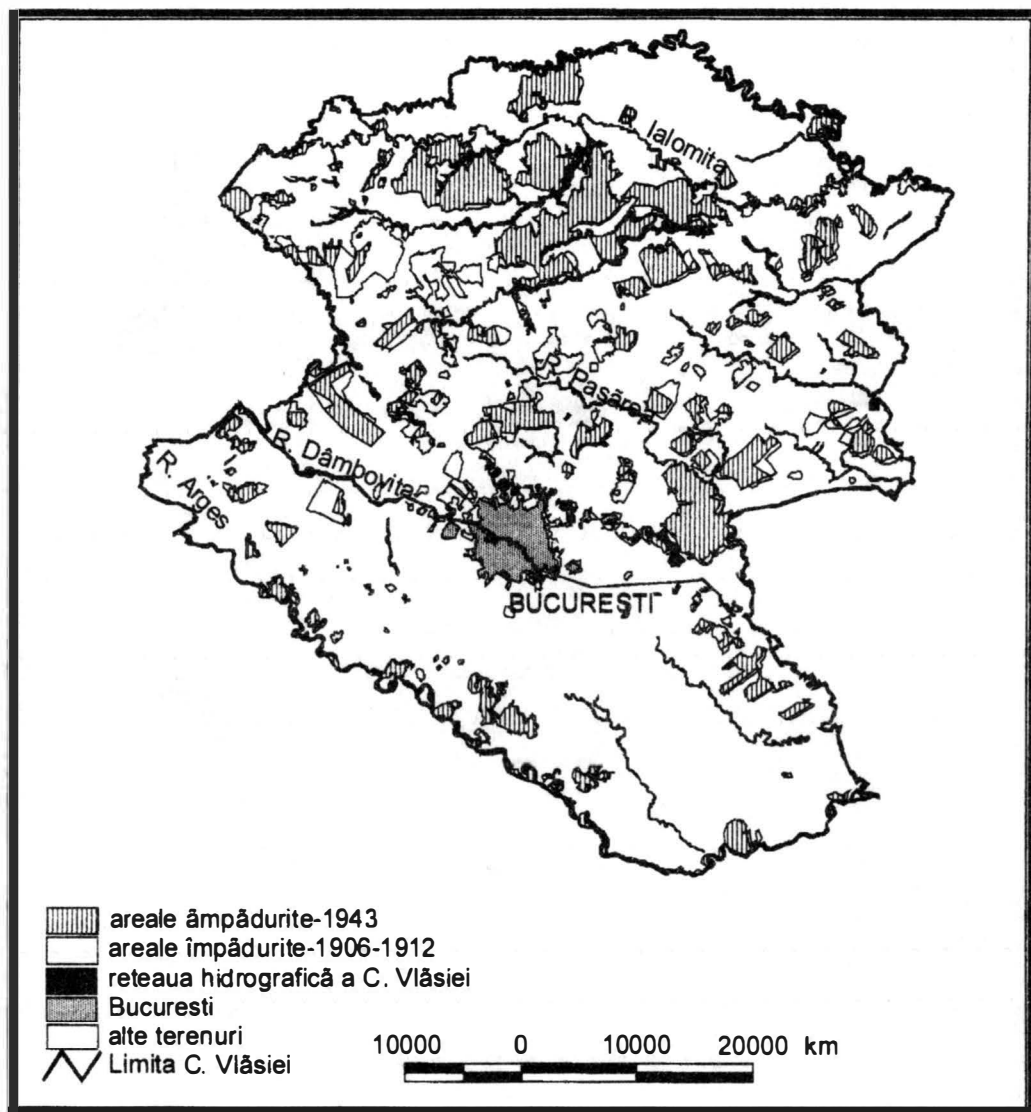 R. Ialomita
R. Pasărea
R. Dâmbovita
R. Arges
BUCUREŞTI
areale âmpădurite-1943
areale împădurite-1906-1912
reteaua hidrografică a C. Vlăsiei
Bucuresti
alte terenuri
Limita C. Vlăsiei
10000 0 10000 20000 km